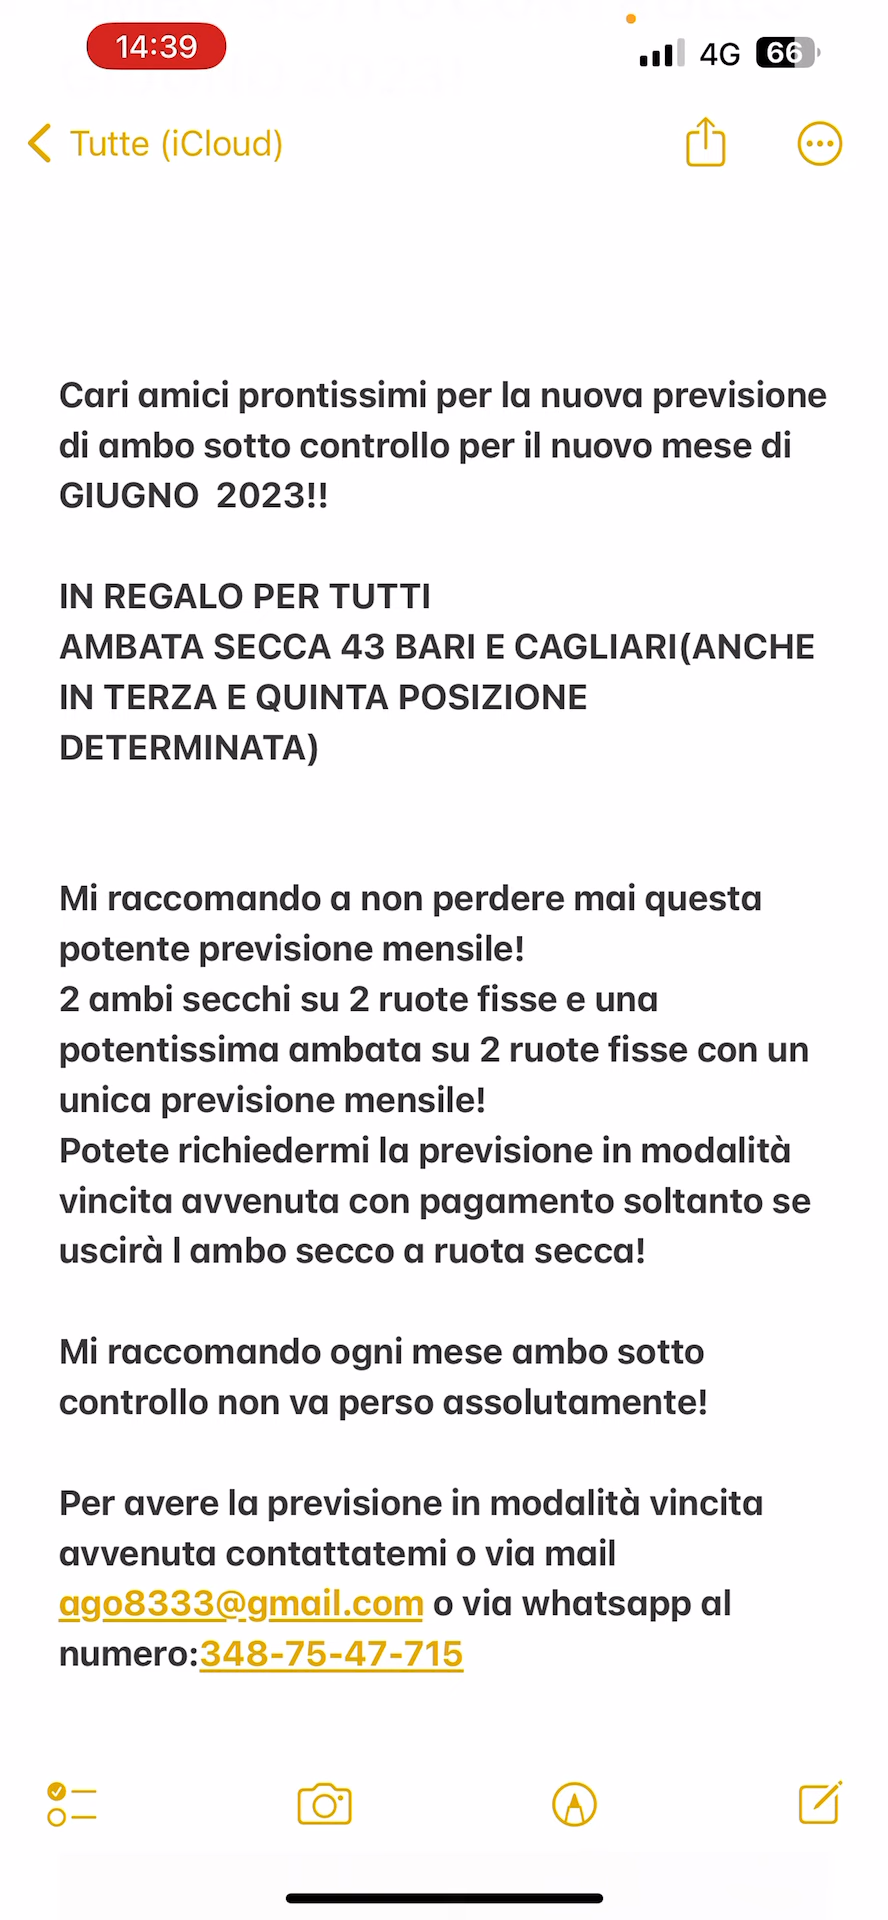 14:39
4G 66
Tutte (iCloud)
Cari amici prontissimi per la nuova previsione
di ambo sotto controllo per il nuovo mese di
GIUGNO  2023!!
IN REGALO PER TUTTI
AMBATA SECCA 43 BARI E CAGLIARI(ANCHE
IN TERZA E QUINTA POSIZIONE
DETERMINATA)
Mi raccomando a non perdere mai questa
potente previsione mensile!
2 ambi secchi su 2 ruote fisse e una
potentissima ambata su 2 ruote fisse con un
unica previsione mensile!
Potete richiedermi la previsione in modalità
vincita avvenuta con pagamento soltanto se
uscirà l ambo secco a ruota secca!
Mi raccomando ogni mese ambo sotto
controllo non va perso assolutamente!
Per avere la previsione in modalità vincita
avvenuta contattatemi o via mail
ago8333@gmail.com o via whatsapp al
numero:348-75-47-715